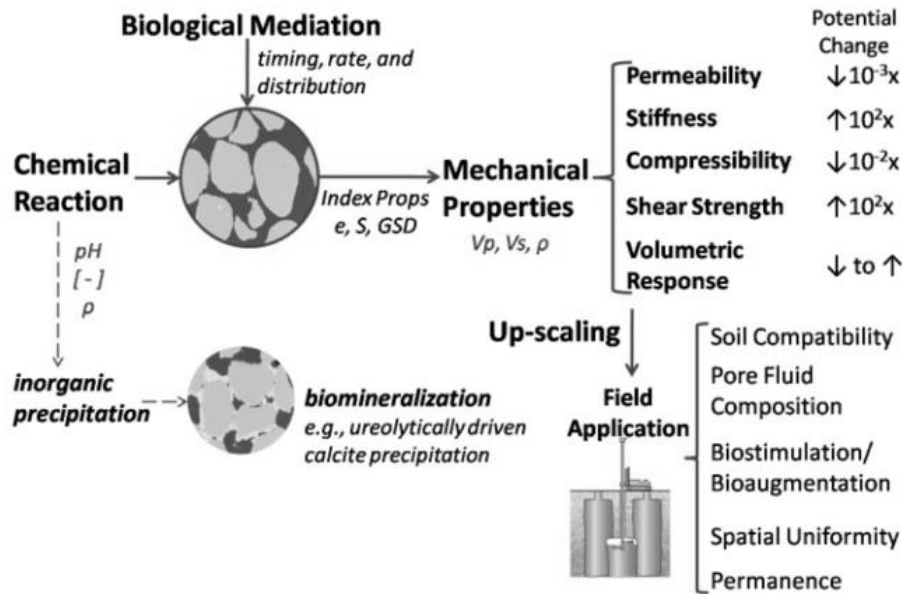 Biological Mediation
timing, rate, and
distribution
Chemical
Reaction
pH
[ - ]
ρ
Index Props
e, S, GSD
Mechanical
Properties
Vp, Vs, ρ
Potential
Change
Permeability ↓10⁻³x
Stiffness ↑10²x
Compressibility ↓10⁻²x
Shear Strength ↑10²x
Volumetric
Response ↓ to ↑
inorganic
precipitation
biomineralization
e.g., ureolytically driven
calcite precipitation
Up-scaling
Field
Application
Soil Compatibility
Pore Fluid
Composition
Biostimulation/
Bioaugmentation
Spatial Uniformity
Permanence